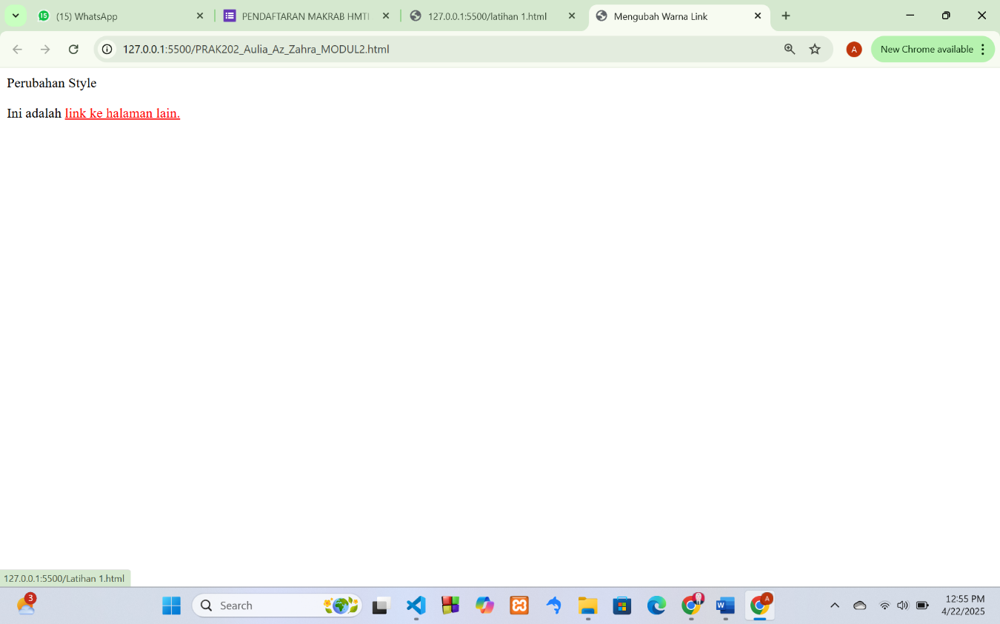 15 (15) WhatsApp
PENDAFTARAN MAKRAB HMTI
127.0.0.1:5500/latihan 1.html
Mengubah Warna Link
127.0.0.1:5500/PRAK202_Aulia_Az_Zahra_MODUL2.html
A
New Chrome available
Perubahan Style
Ini adalah link ke halaman lain.
127.0.0.1:5500/Latihan 1.html
3
Search
W
A
12:55 PM
4/22/2025